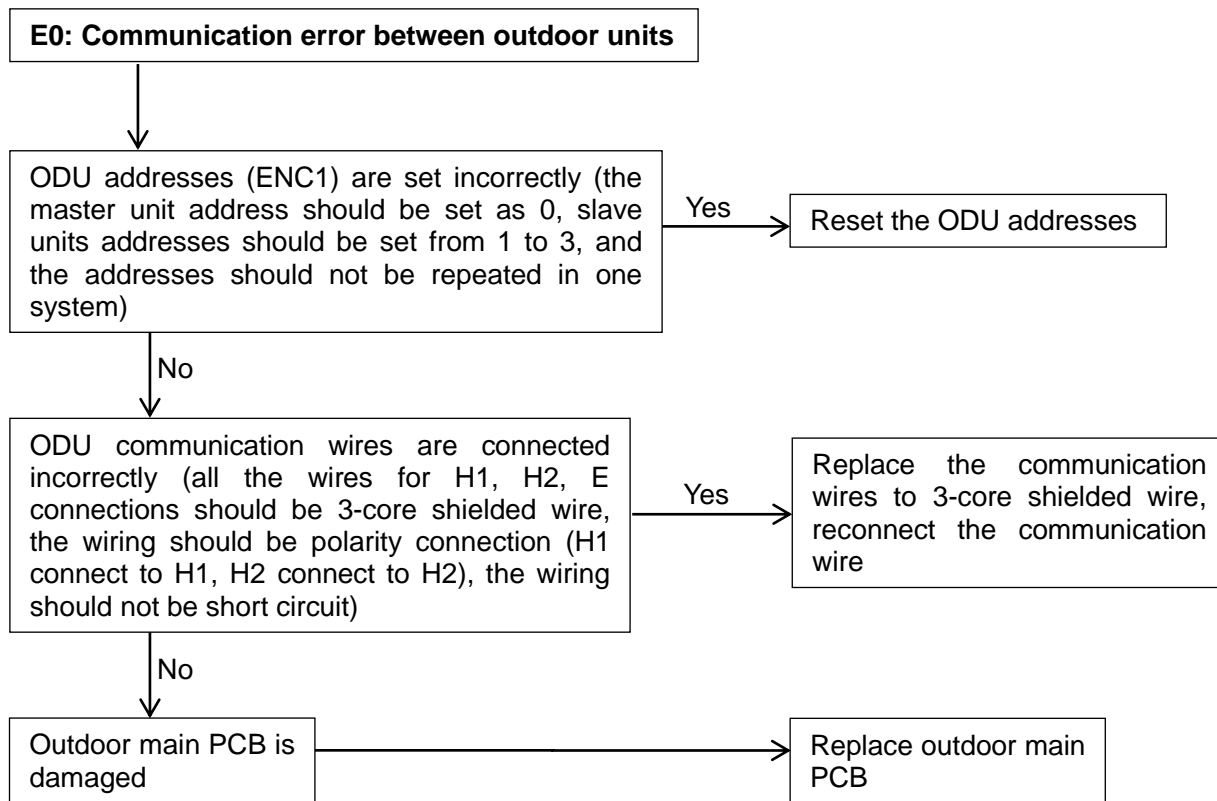 E0: Communication error between outdoor units
ODU addresses (ENC1) are set incorrectly (the
master unit address should be set as 0, slave
units addresses should be set from 1 to 3, and
the addresses should not be repeated in one
system)
Yes
Reset the ODU addresses
No
ODU communication wires are connected
incorrectly (all the wires for H1, H2, E
connections should be 3-core shielded wire,
the wiring should be polarity connection (H1
connect to H1, H2 connect to H2), the wiring
should not be short circuit)
Yes
Replace the communication
wires to 3-core shielded wire,
reconnect the communication
wire
No
Outdoor main PCB is
damaged
Replace outdoor main
PCB